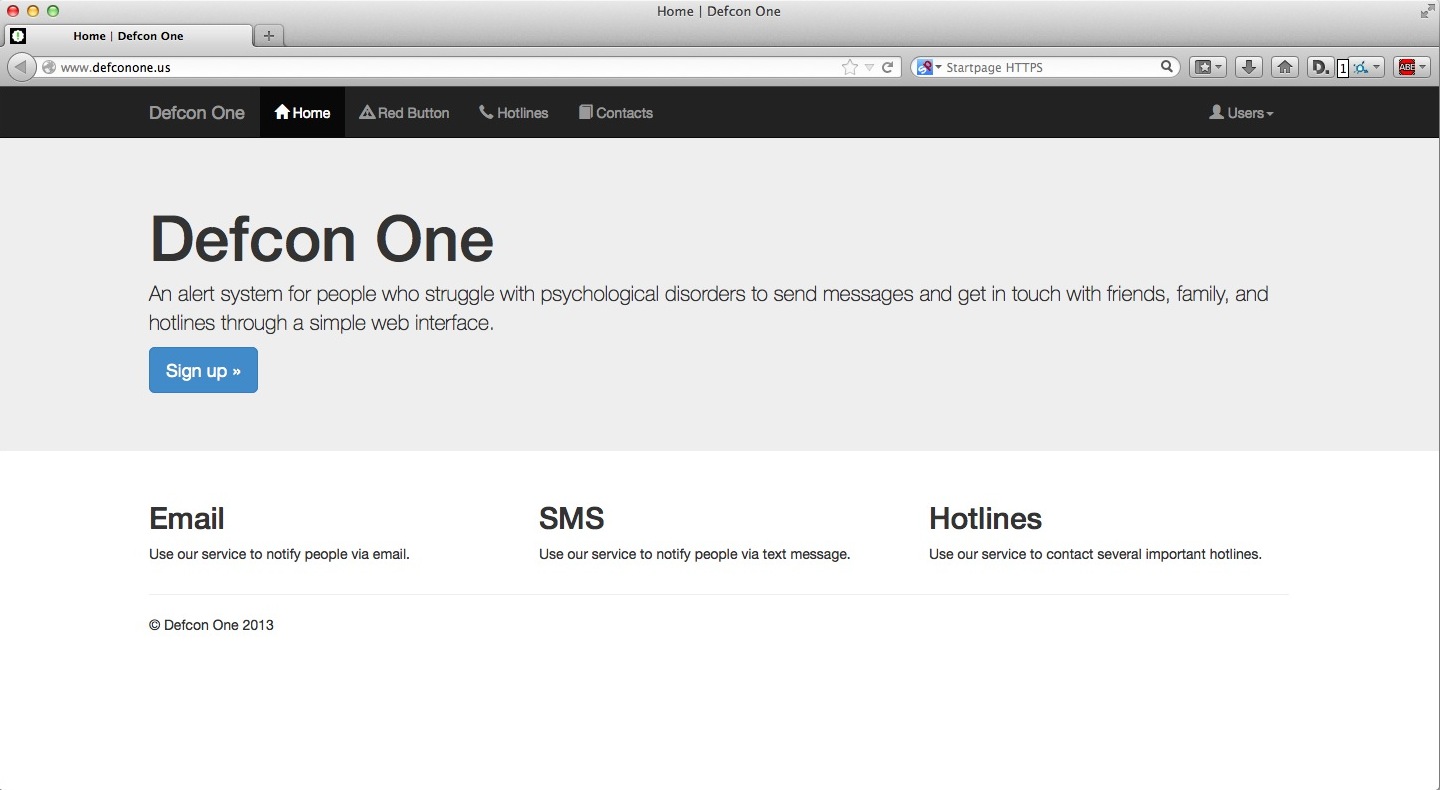 Home | Defcon One
Home | Defcon One
www.defconone.us
Startpage HTTPS
D.
1
ABE
Defcon One
Home
Red Button
Hotlines
Contacts
Users
Defcon One
An alert system for people who struggle with psychological disorders to send messages and get in touch with friends, family, and
hotlines through a simple web interface.
Sign up »
Email
SMS
Hotlines
Use our service to notify people via email.
Use our service to notify people via text message.
Use our service to contact several important hotlines.
© Defcon One 2013